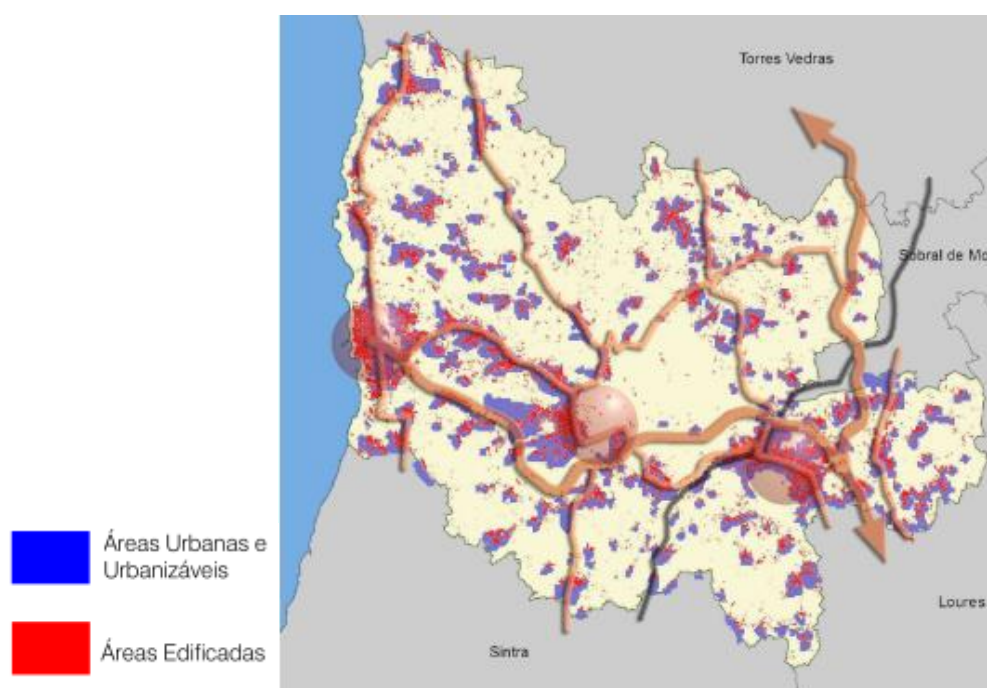 Torres Vedras
Sobral de Mo
Áreas Urbanas e
Urbanizáveis
Loures
Áreas Edificadas
Sintra